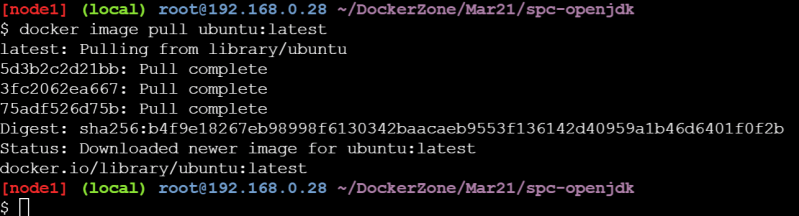 [node1] (local) root@192.168.0.28 ~/DockerZone/Mar21/spc-openjdk
$ docker image pull ubuntu:latest
latest: Pulling from library/ubuntu
5d3b2c2d21bb: Pull complete
3fc2062ea667: Pull complete
75adf526d75b: Pull complete
Digest: sha256:b4f9e18267eb98998f6130342baacaeb9553f136142d40959a1b46d6401f0f2b
Status: Downloaded newer image for ubuntu:latest
docker.io/library/ubuntu:latest
[node1] (local) root@192.168.0.28 ~/DockerZone/Mar21/spc-openjdk
$